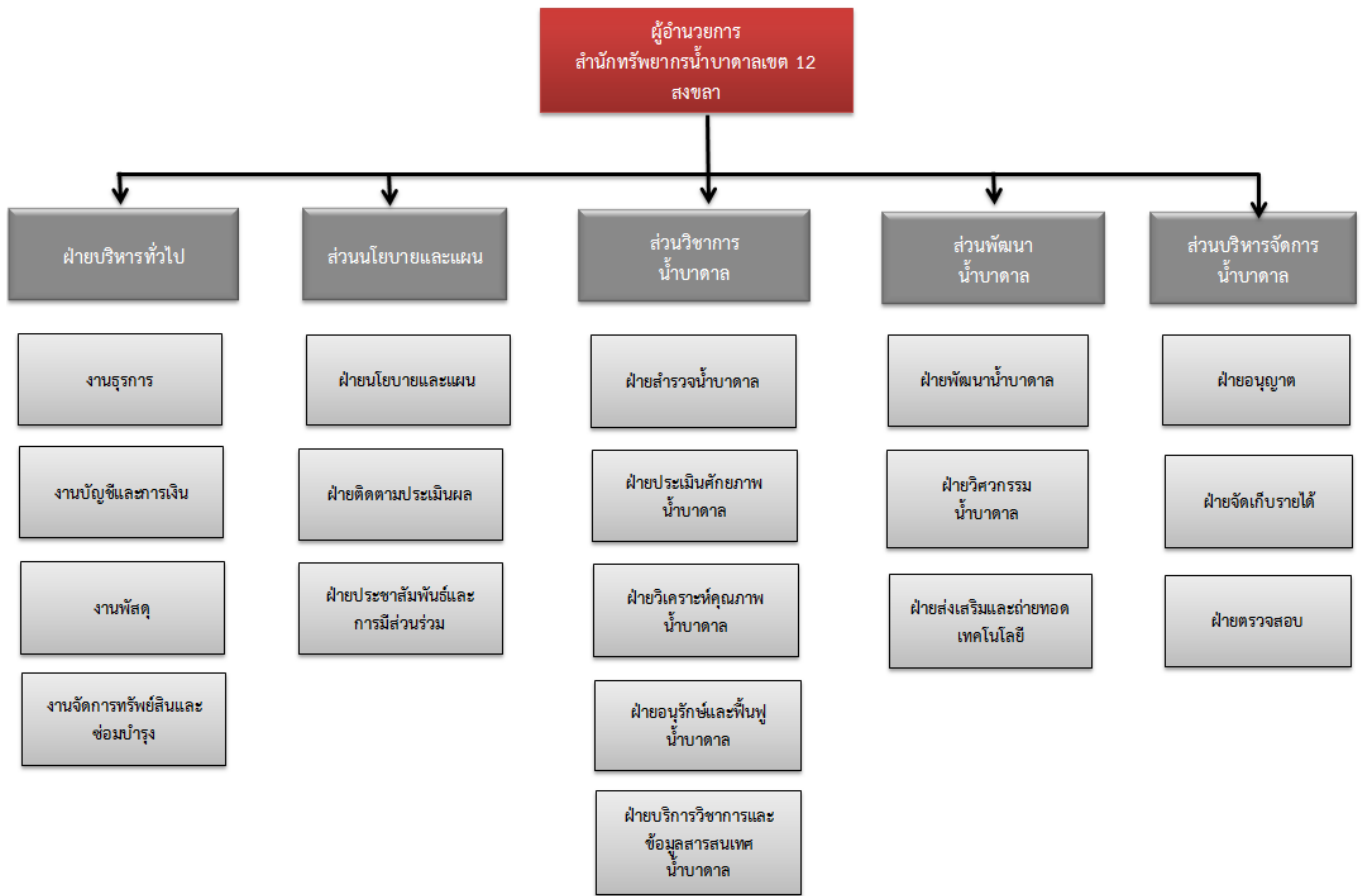 ผู้อำนวยการ
สำนักทรัพยากรน้ำบาดาลเขต 12
สงขลา
ฝ่ายบริหารทั่วไป
งานธุรการ
งานบัญชีและการเงิน
งานพัสดุ
งานจัดการทรัพย์สินและ
ซ่อมบำรุง
ส่วนนโยบายและแผน
ฝ่ายนโยบายและแผน
ฝ่ายติดตามประเมินผล
ฝ่ายประชาสัมพันธ์และ
การมีส่วนร่วม
ส่วนวิชาการ
น้ำบาดาล
ฝ่ายสำรวจน้ำบาดาล
ฝ่ายประเมินศักยภาพ
น้ำบาดาล
ฝ่ายวิเคราะห์คุณภาพ
น้ำบาดาล
ฝ่ายอนุรักษ์และฟื้นฟู
น้ำบาดาล
ฝ่ายบริการวิชาการและ
ข้อมูลสารสนเทศ
น้ำบาดาล
ส่วนพัฒนา
น้ำบาดาล
ฝ่ายพัฒนาน้ำบาดาล
ฝ่ายวิศวกรรม
น้ำบาดาล
ฝ่ายส่งเสริมและถ่ายทอด
เทคโนโลยี
ส่วนบริหารจัดการ
น้ำบาดาล
ฝ่ายอนุญาต
ฝ่ายจัดเก็บรายได้
ฝ่ายตรวจสอบ